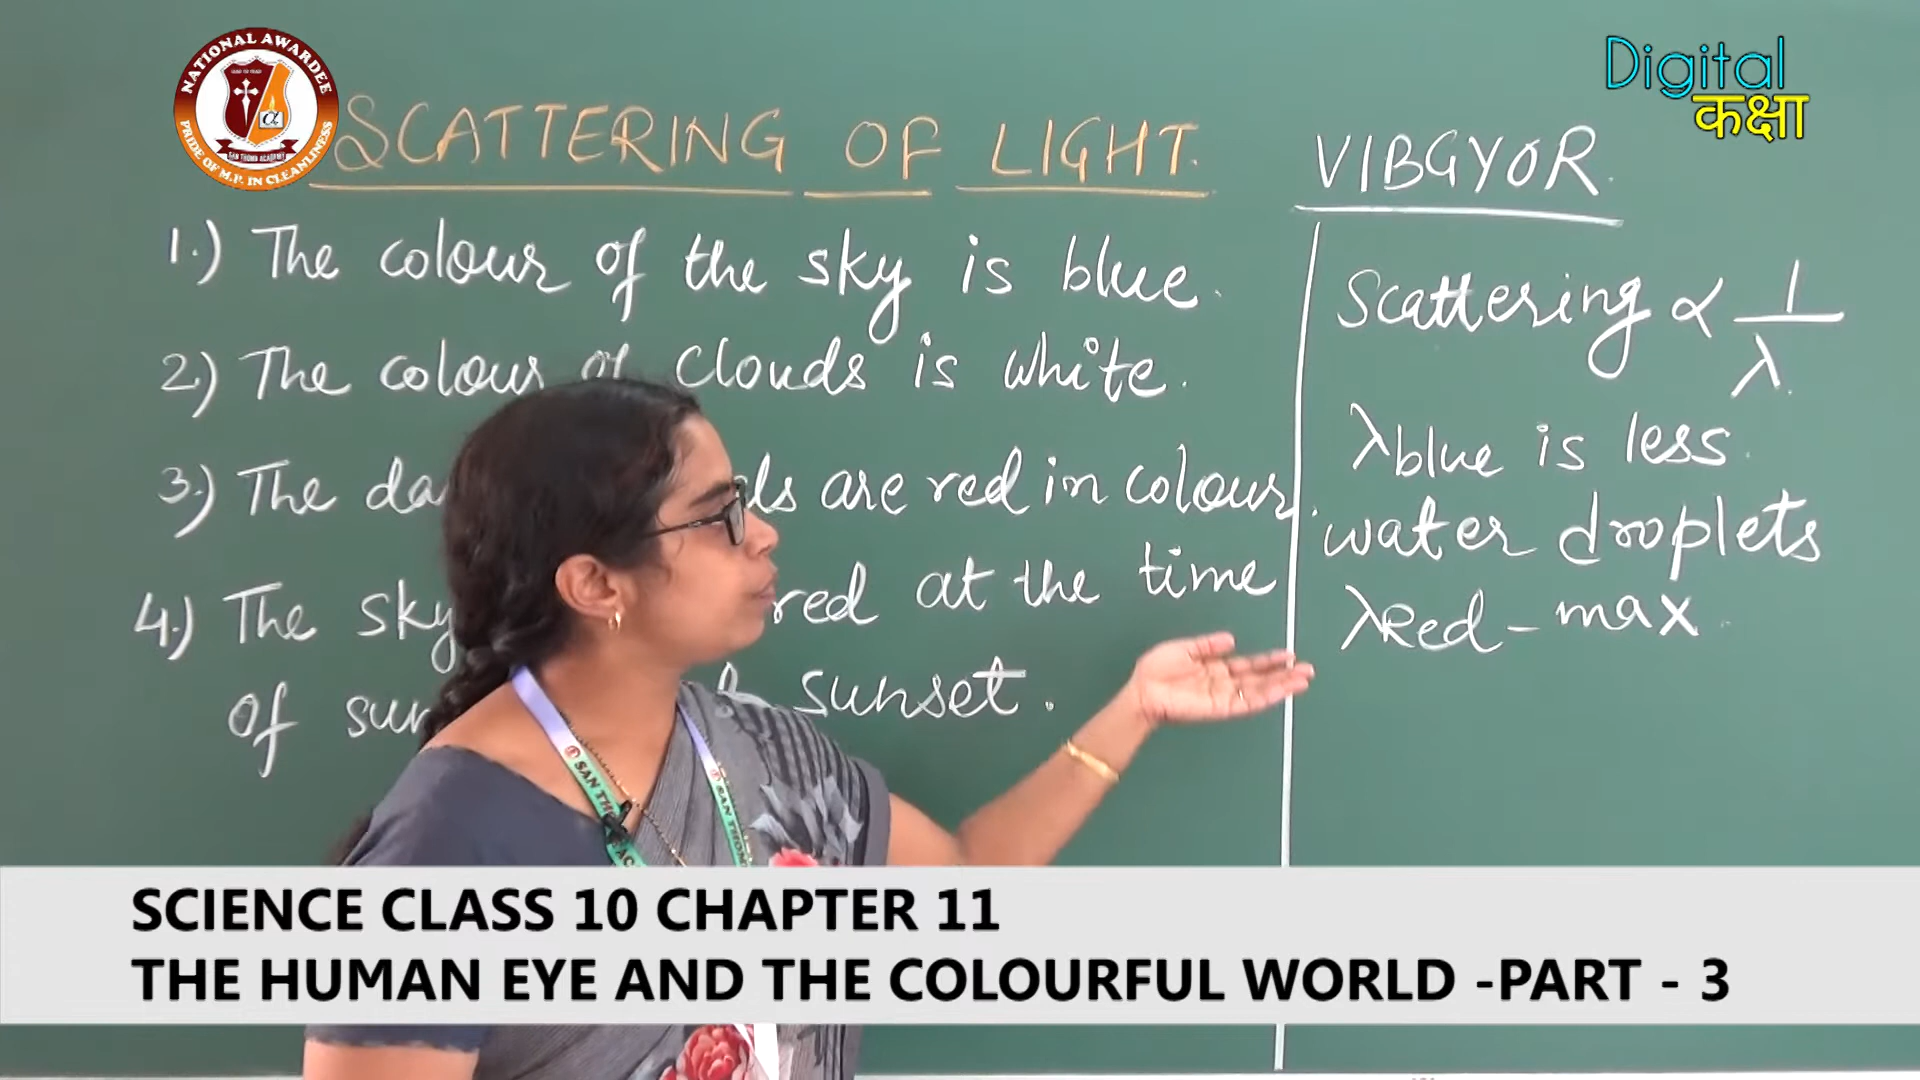 NATIONAL AWARDEE
SAN THOME ACADEMY
PRIDE OF M.P. IN CLEANLINESS
Digital
कक्षा
SCATTERING OF LIGHT.
VIBGYOR.
1.) The colour of the sky is blue.
2.) The colour of clouds is white.
3.) The are red in colour.
4.) The sky red at the time
of sunset.
Scattering ∝ 1/λ
λblue is less.
water droplets
λRed - max.
SAN THOM
SCIENCE CLASS 10 CHAPTER 11
THE HUMAN EYE AND THE COLOURFUL WORLD -PART - 3